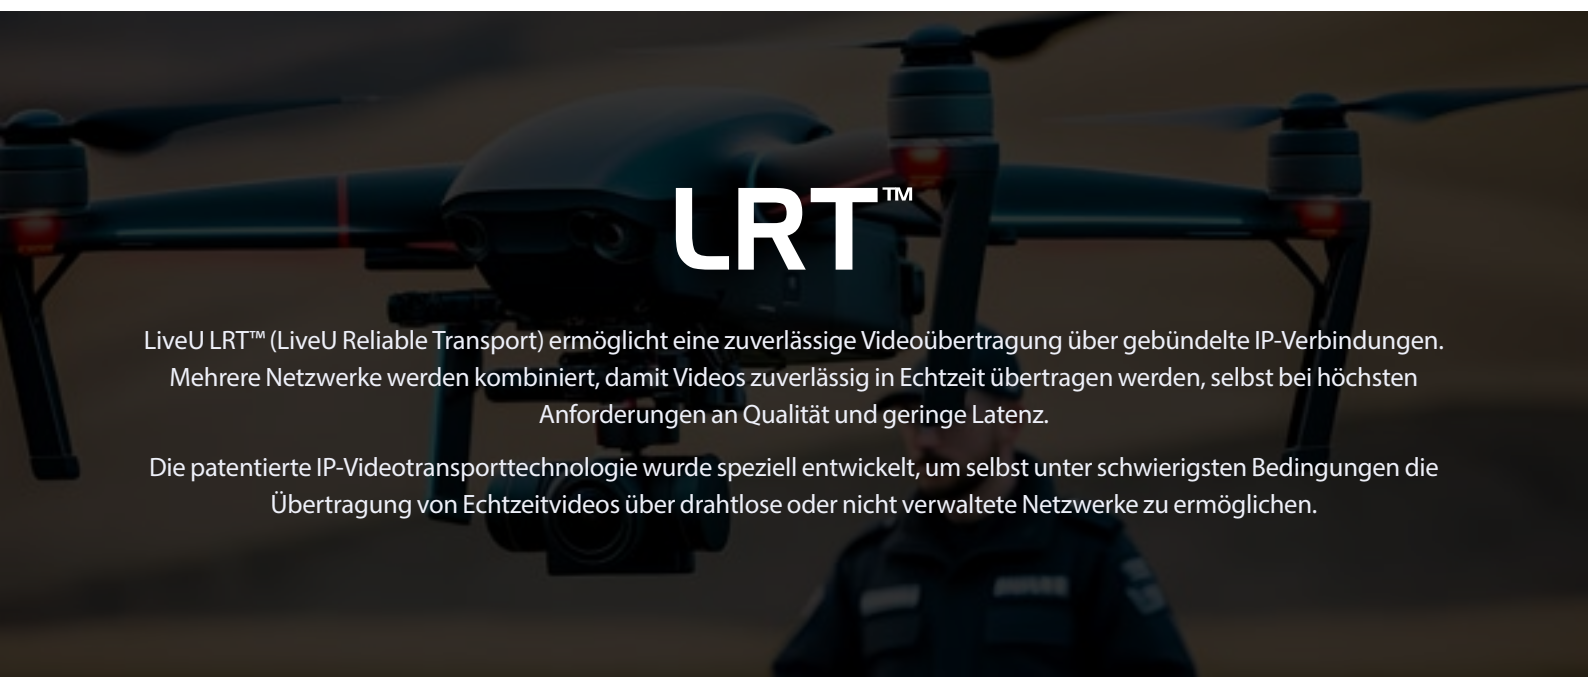 LRT™
LiveU LRT™ (LiveU Reliable Transport) ermöglicht eine zuverlässige Videoübertragung über gebündelte IP-Verbindungen.
Mehrere Netzwerke werden kombiniert, damit Videos zuverlässig in Echtzeit übertragen werden, selbst bei höchsten
Anforderungen an Qualität und geringe Latenz.
Die patentierte IP-Videotransporttechnologie wurde speziell entwickelt, um selbst unter schwierigsten Bedingungen die
Übertragung von Echtzeitvideos über drahtlose oder nicht verwaltete Netzwerke zu ermöglichen.